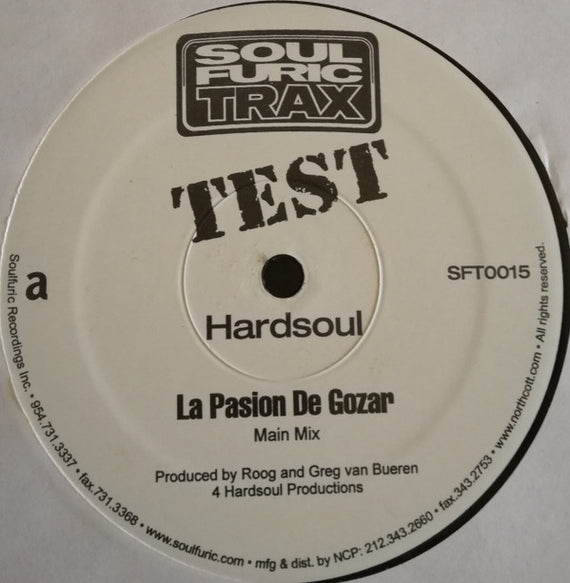 SOUL
FURIC
TRAX
TEST
a
SFT0015
Hardsoul
La Pasion De Gozar
Main Mix
Produced by Roog and Greg van Bueren
4 Hardsoul Productions
Soulfuric Recordings Inc. • 954.731.3337 • fax.731.3368 • www.soulfuric.com • mfg & dist. by NCP: 212.343.2660 • fax.343.2753 • www.northcott.com • All rights reserved.